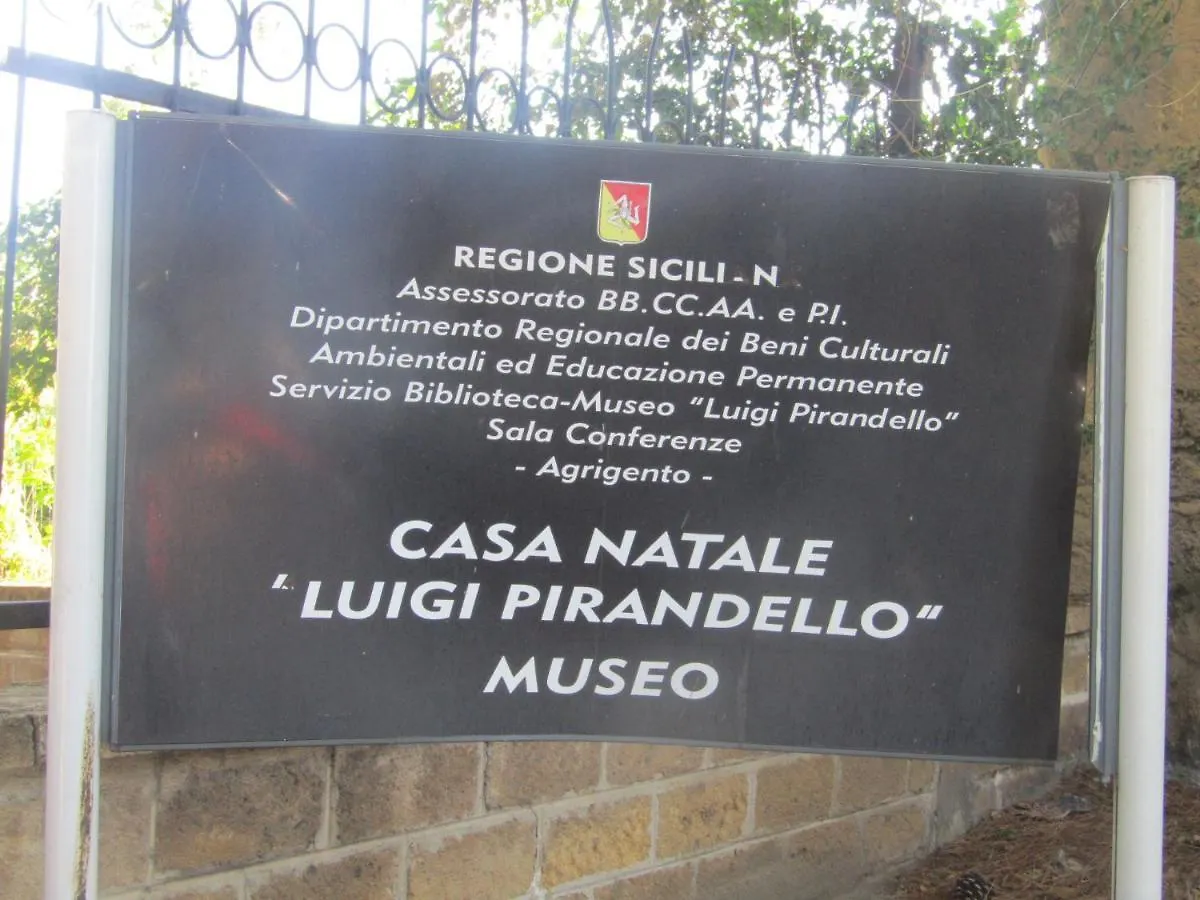 REGIONE SICILI-N
Assessorato BB.CC.AA. e P.I.
Dipartimento Regionale dei Beni Culturali
Ambientali ed Educazione Permanente
Servizio Biblioteca-Museo "Luigi Pirandello"
Sala Conferenze
- Agrigento -
CASA NATALE
"LUIGI PIRANDELLO"
MUSEO